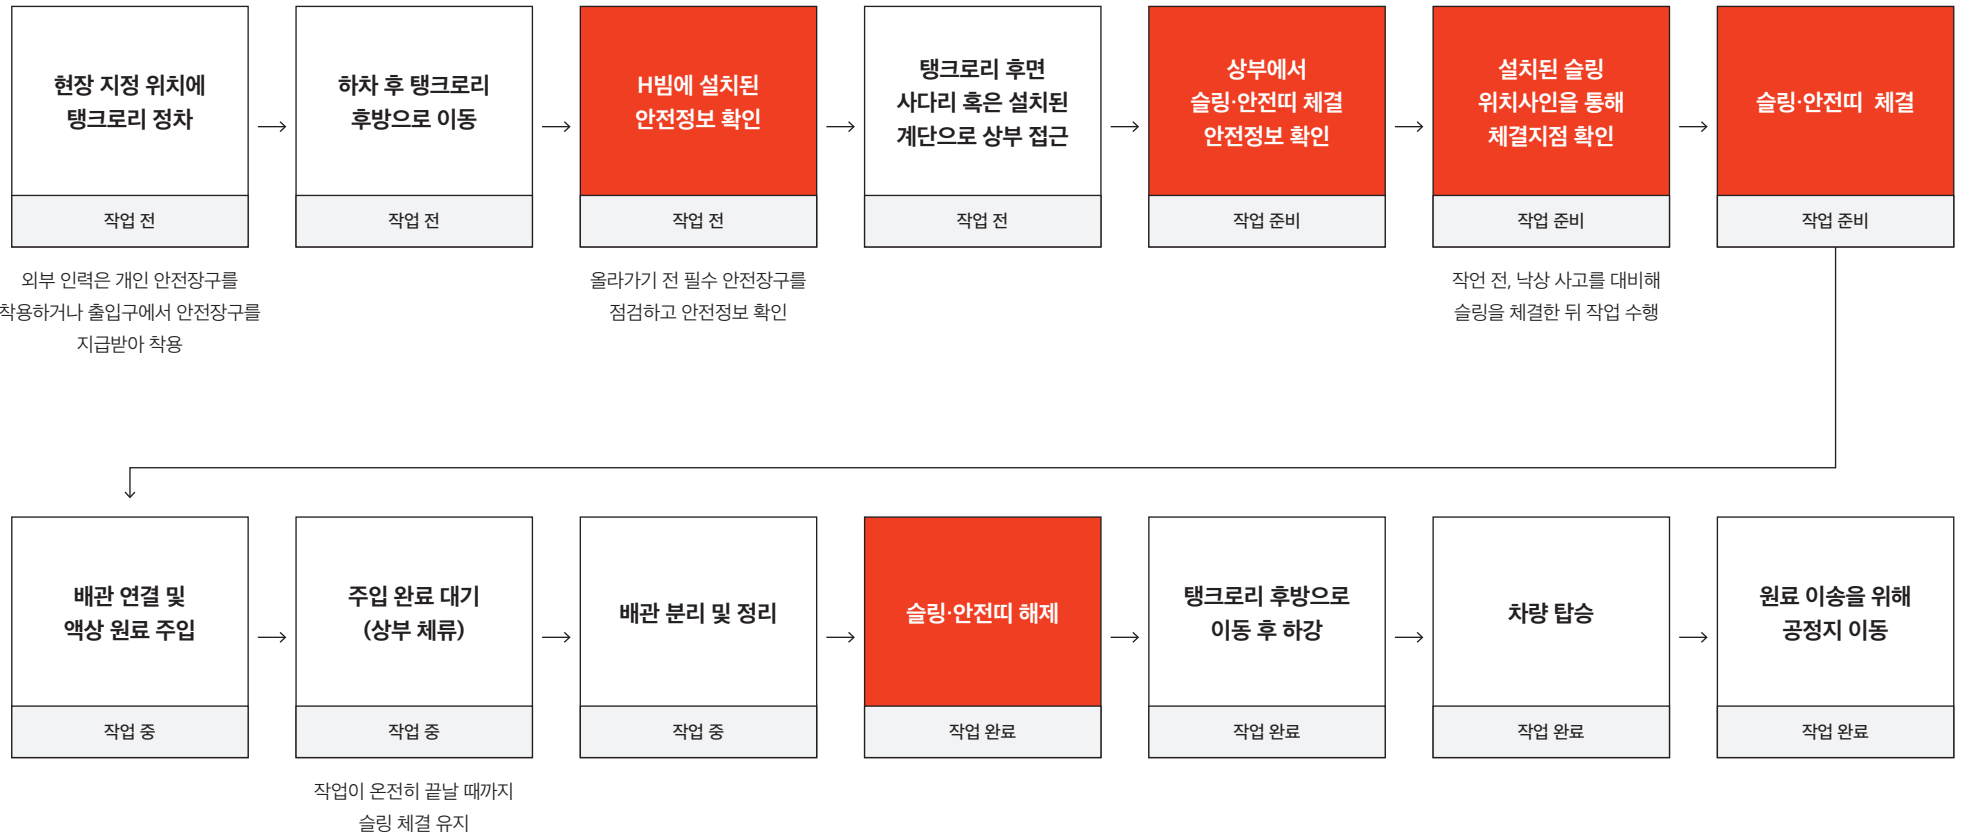 현장 지정 위치에
탱크로리 정차
작업 전
외부 인력은 개인 안전장구를
착용하거나 출입구에서 안전장구를
지급받아 착용
하차 후 탱크로리
후방으로 이동
작업 전
H빔에 설치된
안전정보 확인
작업 전
올라가기 전 필수 안전장구를
점검하고 안전정보 확인
탱크로리 후면
사다리 혹은 설치된
계단으로 상부 접근
작업 전
상부에서
슬링·안전띠 체결
안전정보 확인
작업 준비
설치된 슬링
위치사인을 통해
체결지점 확인
작업 준비
작언 전, 낙상 사고를 대비해
슬링을 체결한 뒤 작업 수행
슬링·안전띠 체결
작업 준비
배관 연결 및
액상 원료 주입
작업 중
주입 완료 대기
(상부 체류)
작업 중
작업이 온전히 끝날 때까지
슬링 체결 유지
배관 분리 및 정리
작업 중
슬링·안전띠 해제
작업 완료
탱크로리 후방으로
이동 후 하강
작업 완료
차량 탑승
작업 완료
원료 이송을 위해
공정지 이동
작업 완료